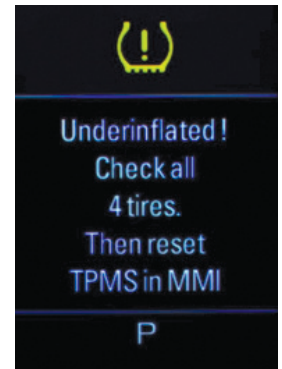 Underinflated!
Check all
4 tires.
Then reset
TPMS in MMI
P